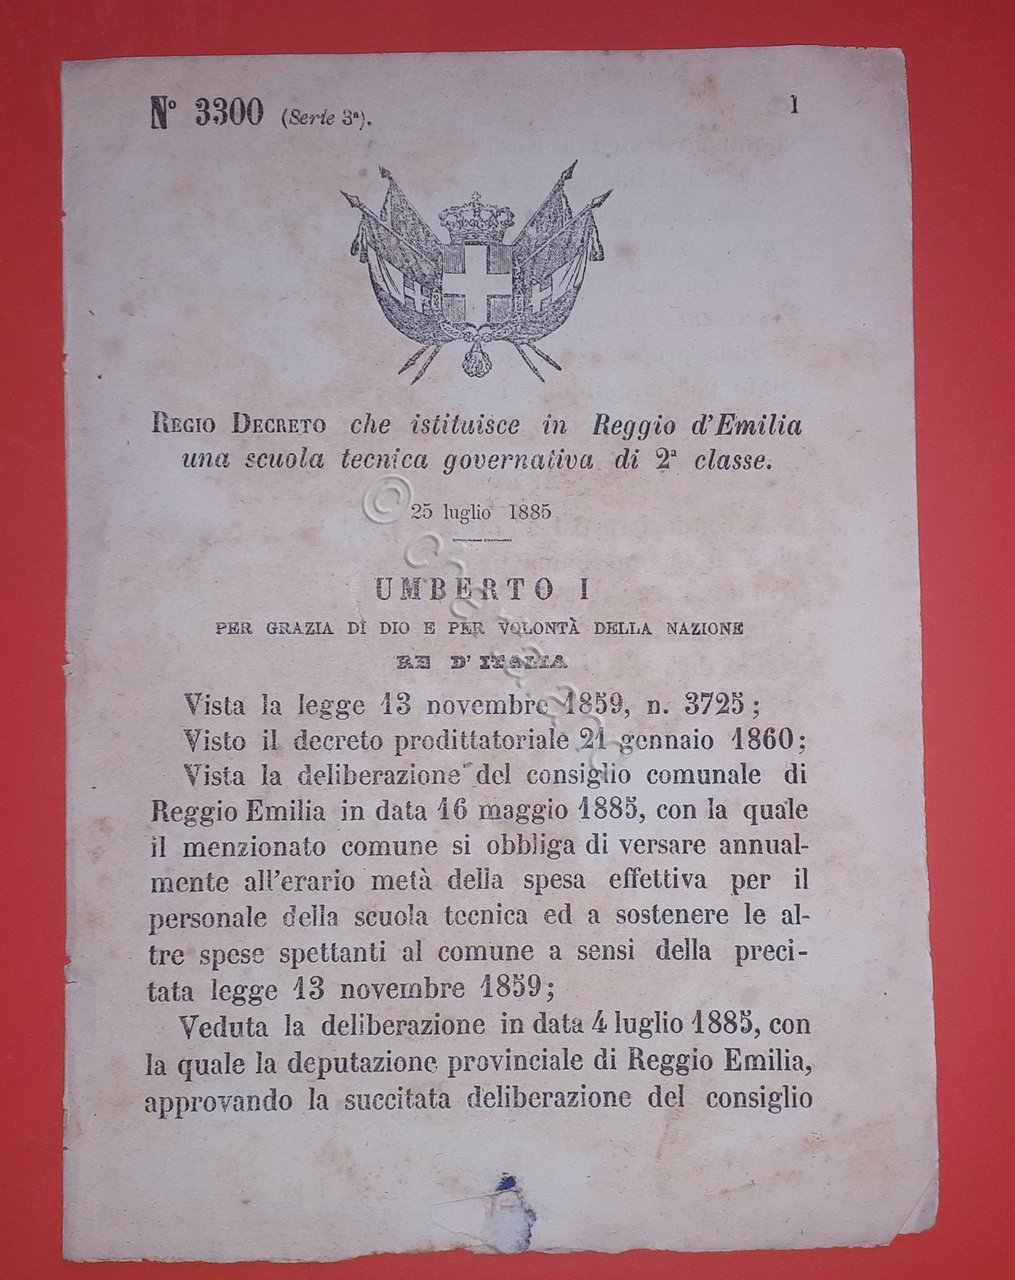 N° 3300 (Serie 3ª).
1
REGIO DECRETO che istituisce in Reggio d'Emilia
una scuola tecnica governativa di 2ª classe.
25 luglio 1885
UMBERTO I
PER GRAZIA DI DIO E PER VOLONTÀ DELLA NAZIONE
RE D'ITALIA
Vista la legge 13 novembre 1859, n. 3725;
Visto il decreto prodittatoriale 21 gennaio 1860;
Vista la deliberazione del consiglio comunale di
Reggio Emilia in data 16 maggio 1885, con la quale
il menzionato comune si obbliga di versare annual-
mente all'erario metà della spesa effettiva per il
personale della scuola tecnica ed a sostenere le al-
tre spese spettanti al comune a sensi della preci-
tata legge 13 novembre 1859;
Veduta la deliberazione in data 4 luglio 1885, con
la quale la deputazione provinciale di Reggio Emilia,
approvando la succitata deliberazione del consiglio